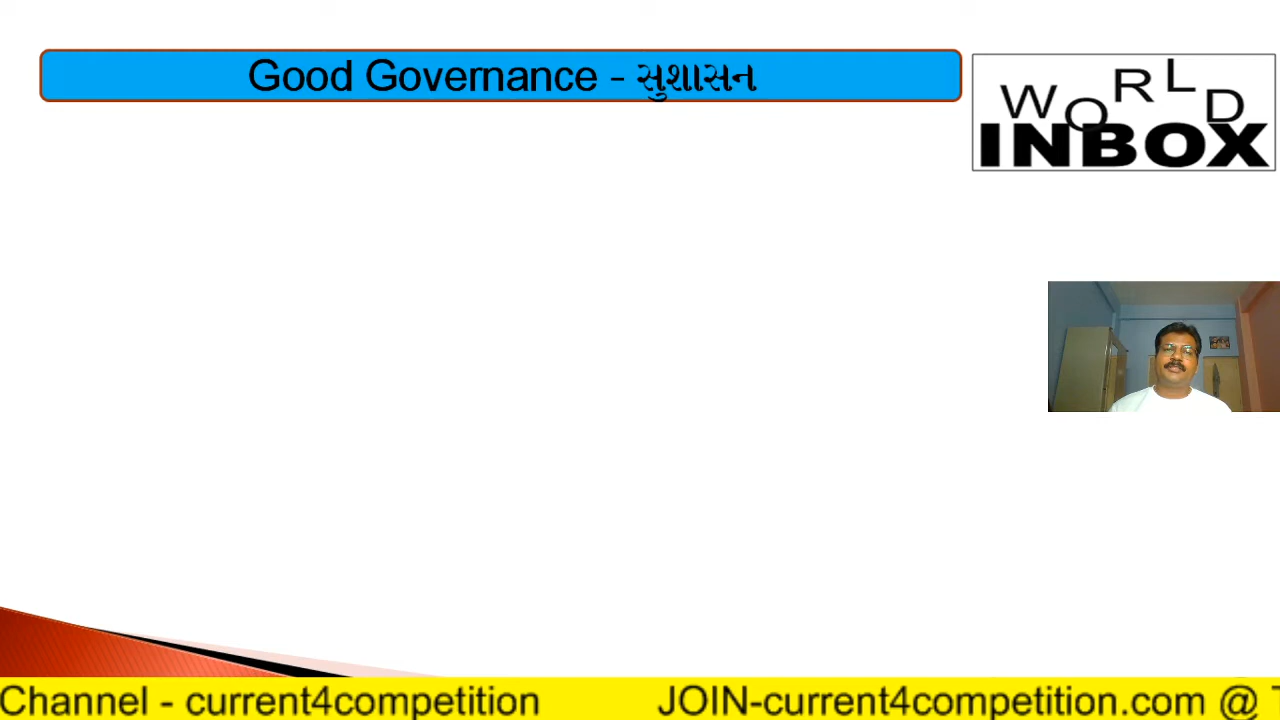 Good Governance - સુશાસન
WORLD
INBOX
Channel - current4competition JOIN-current4competition.com @